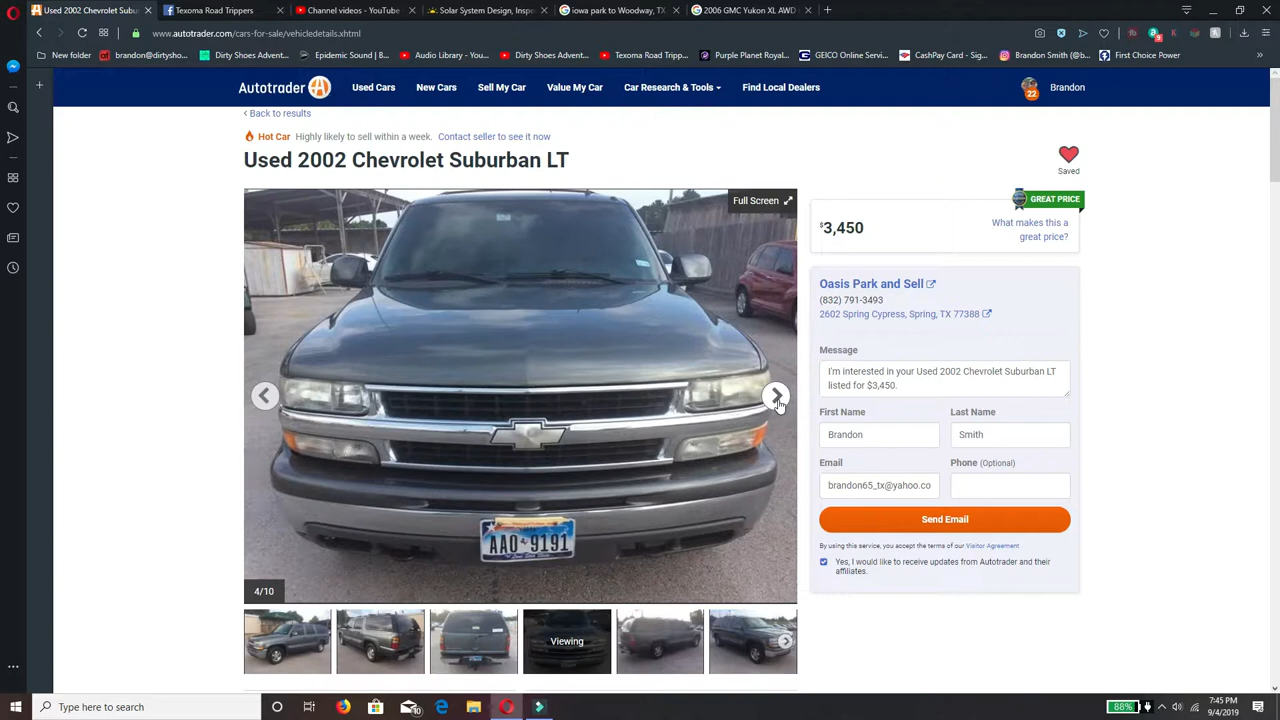 Used 2002 Chevrolet Suburban
Texoma Road Trippers
2002 Channels - YouTube
Solar System Design, Inspe
iowa park to Woodway, TX
2006 GMC Yukon XL AWD
www.autotrader.com/cars-for-sale/vehicledetails.xhtml
New folder
brandon@dirtysho...
Dirty Shoes Advent...
Epidemic Sound | B...
Audio Library - You...
Dirty Shoes Advent...
Texoma Road Tripp...
Purple Planet Royal...
GEICO Online Servi...
CashPay Card - Sig...
Brandon Smith (@b...
First Choice Power
Autotrader
Used Cars
New Cars
Sell My Car
Value My Car
Car Research & Tools
Find Local Dealers
22
Brandon
Back to results
Hot Car Highly likely to sell within a week. Contact seller to see it now
Used 2002 Chevrolet Suburban LT
Saved
Full Screen
GREAT PRICE
$3,450
What makes this a
great price?
Oasis Park and Sell
(832) 791-3493
2602 Spring Cypress, Spring, TX 77388
Message
I'm interested in your Used 2002 Chevrolet Suburban LT
listed for $3,450.
First Name
Last Name
Brandon
Smith
Email
Phone (Optional)
brandon65_tx@yahoo.co
Send Email
By using this service, you accept the terms of our Visitor Agreement
Yes, I would like to receive updates from Autotrader and their
affiliates.
AAO 9191
4/10
Viewing
Type here to search
10
88%
7:45 PM
9/4/2019